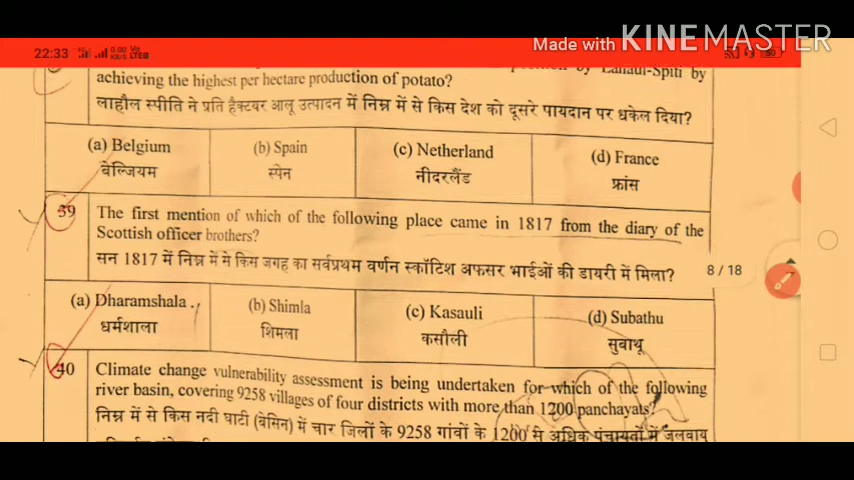 Made with KINEMASTER
22:33
achieving the highest per hectare production of potato?
लाहौल स्पीति ने प्रति हैक्टयर आलू उत्पादन में निम्न में से किस देश को दूसरे पायदान पर धकेल दिया?
(a) Belgium (b) Spain (c) Netherland (d) France
बेल्जियम स्पेन नीदरलैंड फ्रांस
39 The first mention of which of the following place came in 1817 from the diary of the
Scottish officer brothers?
सन 1817 में निम्न में मे किस जगह का सर्वप्रथम वर्णन स्कॉटिश अफसर भाईओं की डायरी में मिला?
8/18
(a) Dharamshala (b) Shimla (c) Kasauli (d) Subathu
धर्मशाला शिमला कसौली सुबाथू
40 Climate change vulnerability assessment is being undertaken for which of the following
river basin, covering 9258 villages of four districts with more than 1200 panchayats?
निम्न में से किस नदी घाटी (बेसिन) में चार जिलों के 9258 गांवों के 1200 से अधिक पंचायतों में जलवायु